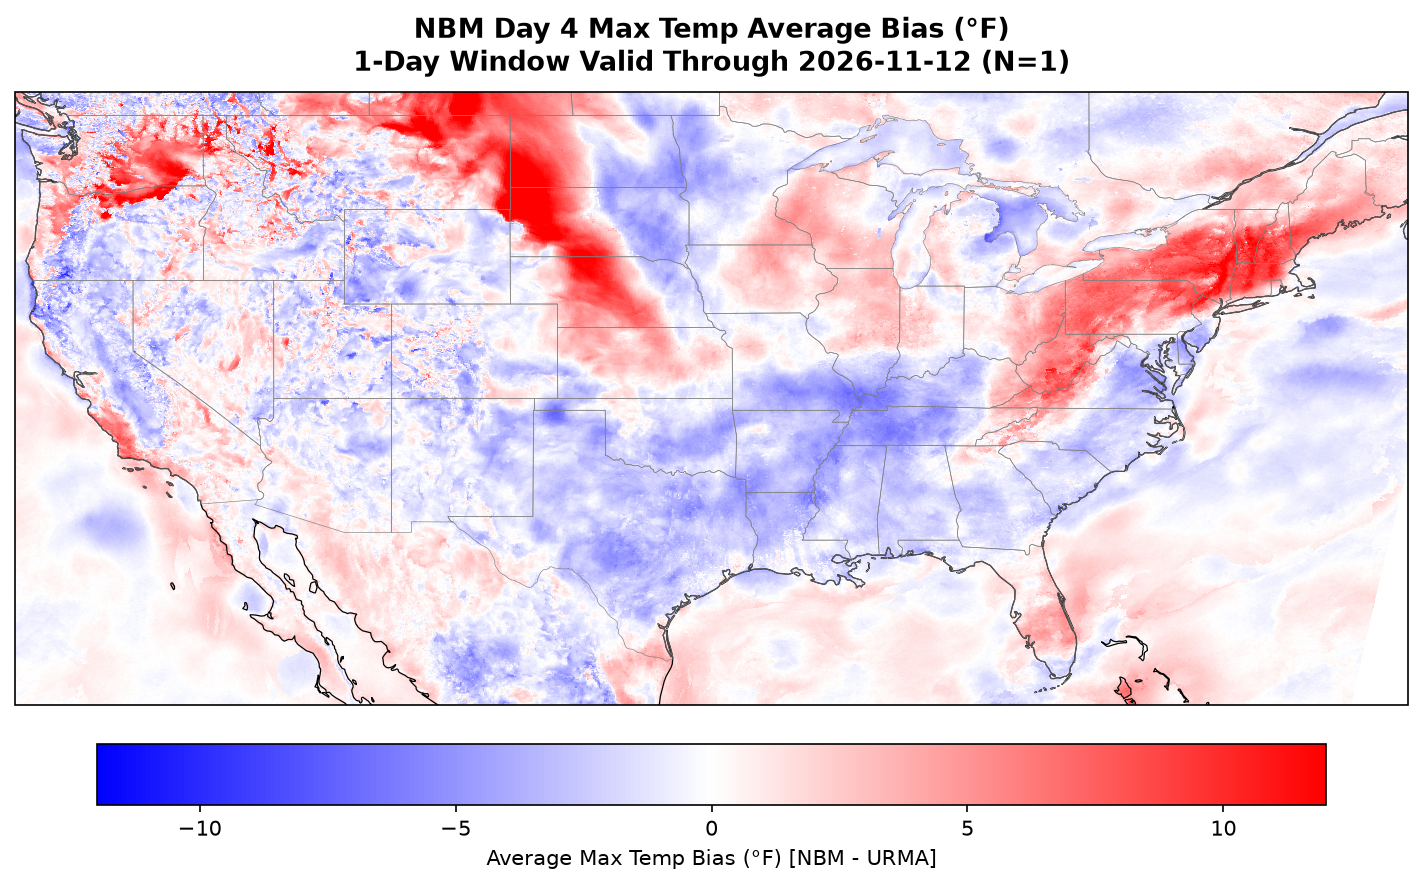 NBM Day 4 Max Temp Average Bias (°F)
1-Day Window Valid Through 2026-11-12 (N=1)
−10 −5 0 5 10
Average Max Temp Bias (°F) [NBM - URMA]